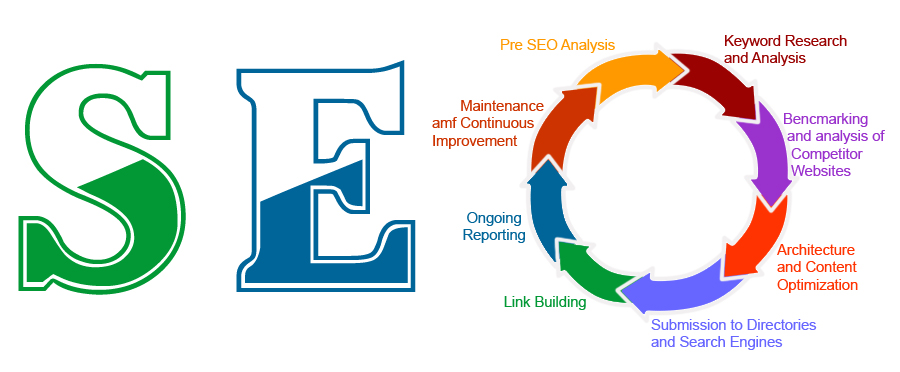 S E
Pre SEO Analysis
Keyword Research
and Analysis
Bencmarking
and analysis of
Competitor
Websites
Architecture
and Content
Optimization
Submission to Directories
and Search Engines
Link Building
Ongoing
Reporting
Maintenance
amf Continuous
Improvement